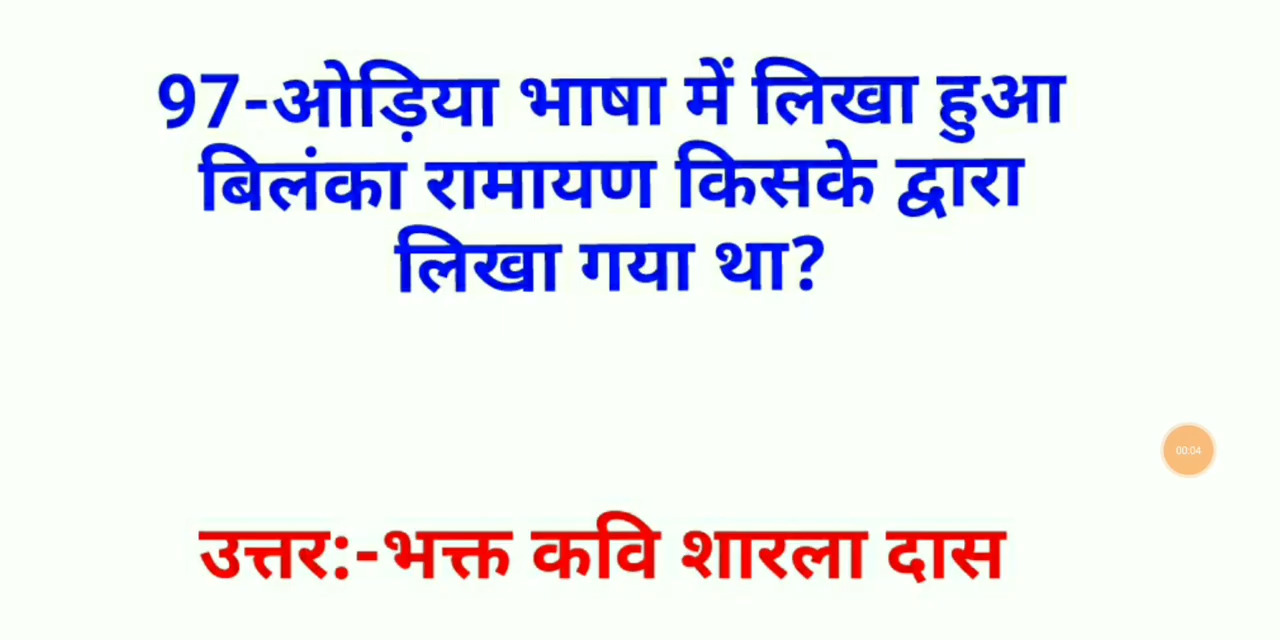 97-ओड़िया भाषा में लिखा हुआ
बिलंका रामायण किसके द्वारा
लिखा गया था?
00:04
उत्तर:-भक्त कवि शारला दास